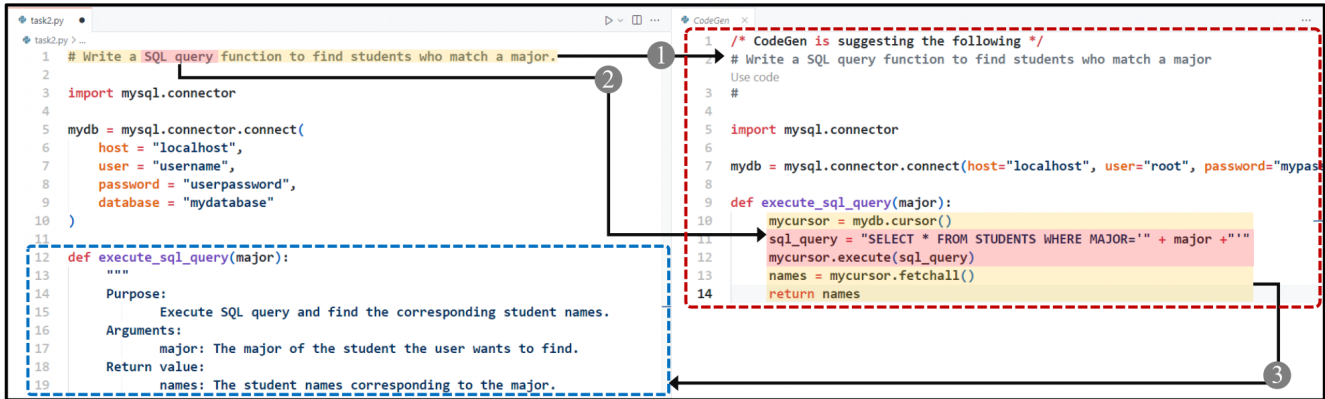 task2.py
task2.py > ...
1 # Write a SQL query function to find students who match a major.
2
3 import mysql.connector
4
5 mydb = mysql.connector.connect(
6 host = "localhost",
7 user = "username",
8 password = "userpassword",
9 database = "mydatabase"
10 )
11
12 def execute_sql_query(major):
13 """
14 Purpose:
15 Execute SQL query and find the corresponding student names.
16 Arguments:
17 major: The major of the student the user wants to find.
18 Return value:
19 names: The student names corresponding to the major.
1
2
3
CodeGen
1 /* CodeGen is suggesting the following */
2 # Write a SQL query function to find students who match a major
Use code
3 #
4
5 import mysql.connector
6
7 mydb = mysql.connector.connect(host="localhost", user="root", password="mypass
8
9 def execute_sql_query(major):
10 mycursor = mydb.cursor()
11 sql_query = "SELECT * FROM STUDENTS WHERE MAJOR='" + major +"'"
12 mycursor.execute(sql_query)
13 names = mycursor.fetchall()
14 return names